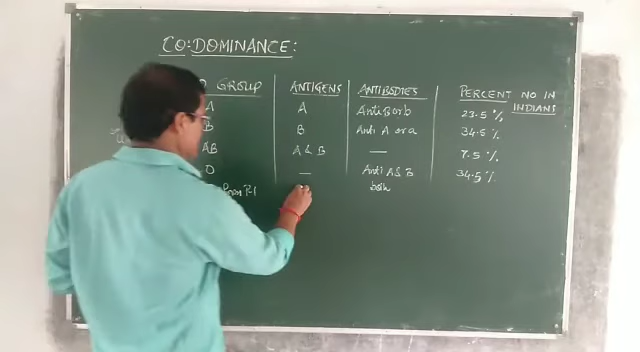 CO:DOMINANCE:
GROUP ANTIGENS ANTIBODIES PERCENT NO IN INDIANS
A A Anti B or b 23.5 %
B B Anti A or a 34.5 %
AB A & B — 7.5 %
O — Anti A & B both 34.5 %